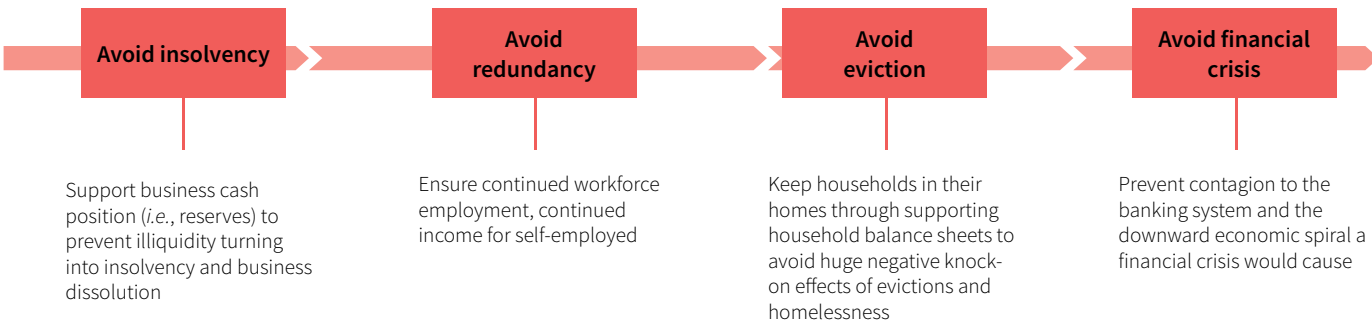 Avoid insolvency
Avoid
redundancy
Avoid
eviction
Avoid financial
crisis
Support business cash
position (i.e., reserves) to
prevent illiquidity turning
into insolvency and business
dissolution
Ensure continued workforce
employment, continued
income for self-employed
Keep households in their
homes through supporting
household balance sheets to
avoid huge negative knock-
on effects of evictions and
homelessness
Prevent contagion to the
banking system and the
downward economic spiral a
financial crisis would cause